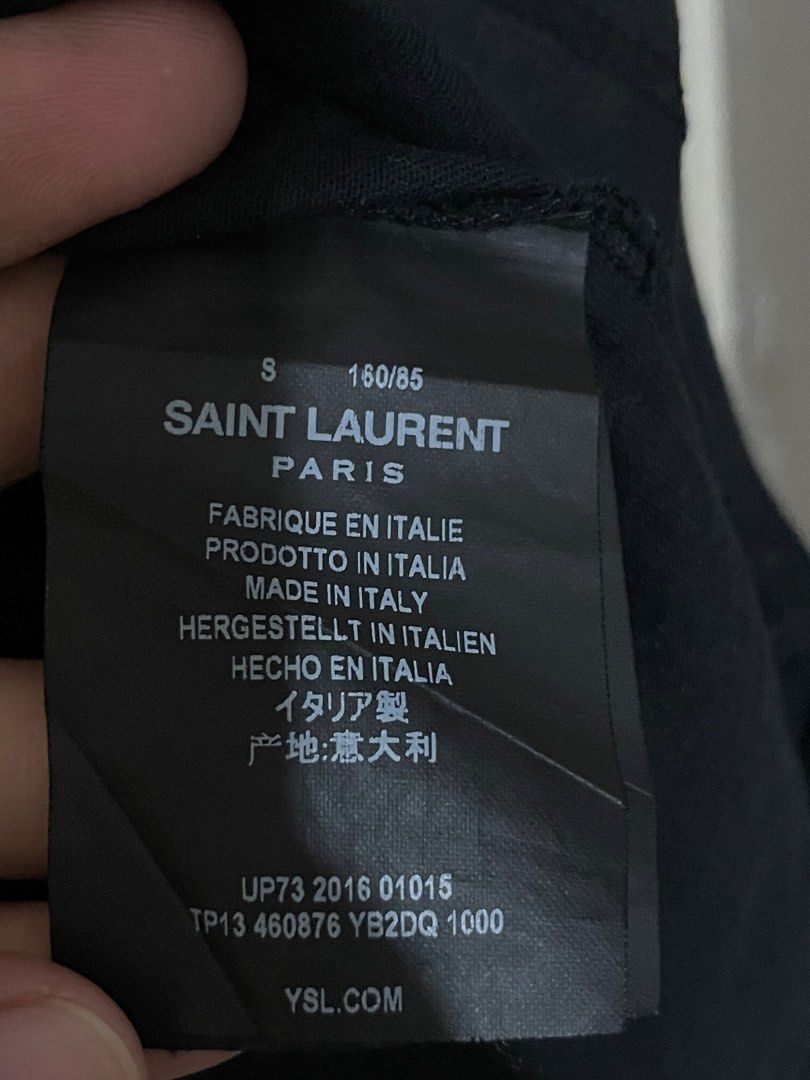 S 160/85
SAINT LAURENT
PARIS
FABRIQUE EN ITALIE
PRODOTTO IN ITALIA
MADE IN ITALY
HERGESTELLT IN ITALIEN
HECHO EN ITALIA
イタリア製
产地:意大利
UP73 2016 01015
TP13 460876 YB2DQ 1000
YSL.COM